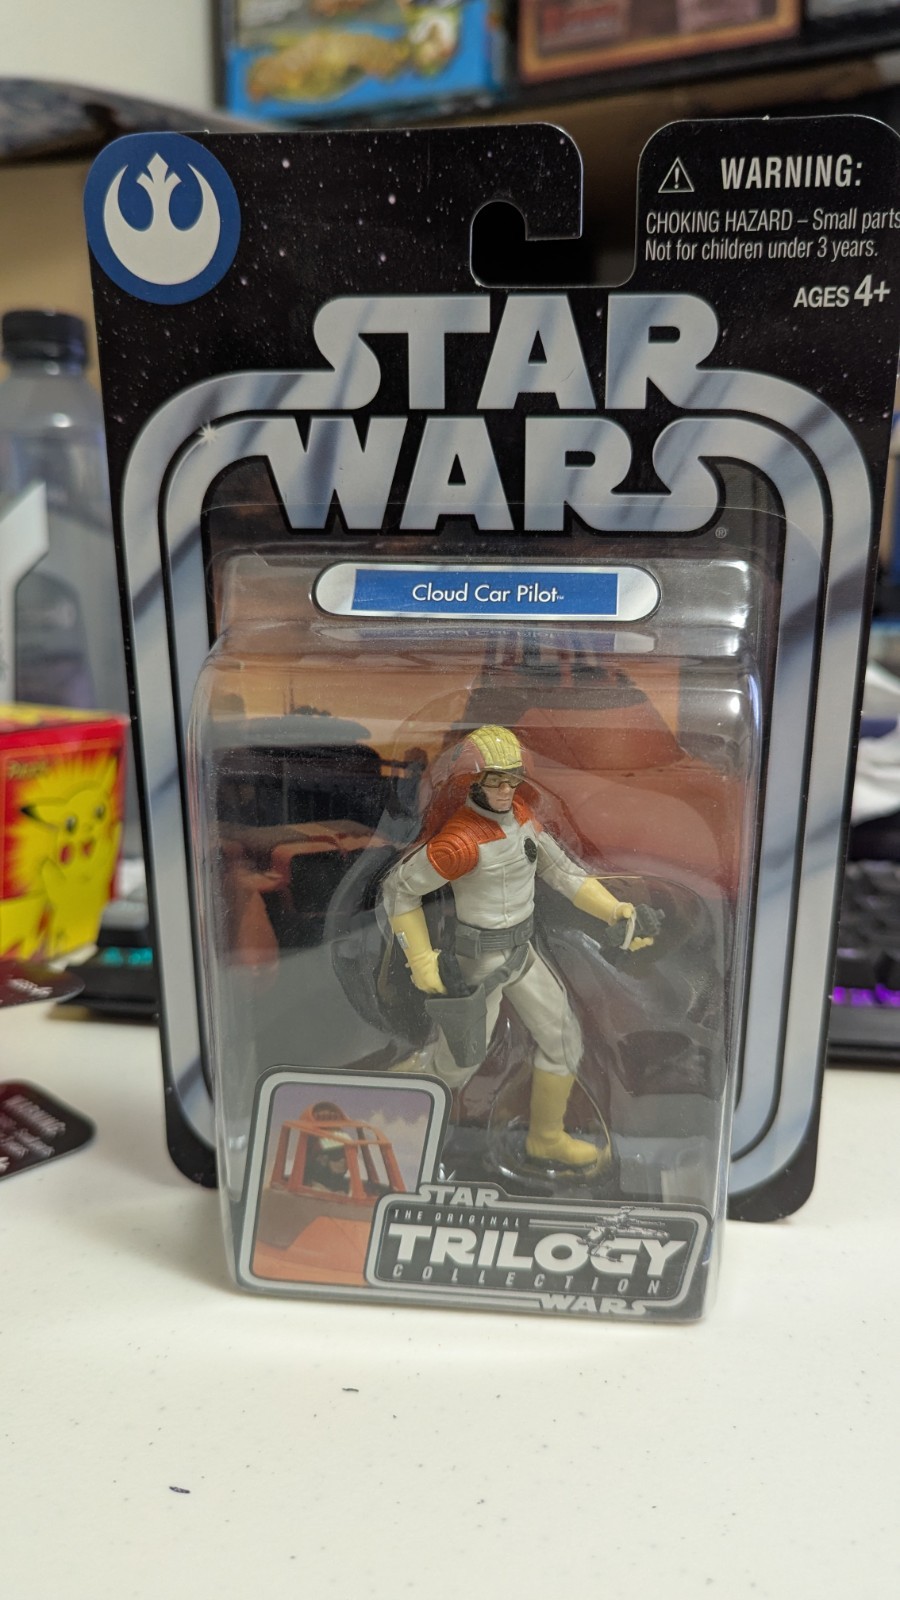 WARNING:
CHOKING HAZARD – Small parts
Not for children under 3 years.
AGES 4+
STAR
WARS®
Cloud Car Pilot™
STAR
THE ORIGINAL
TRILOGY
COLLECTION
WARS